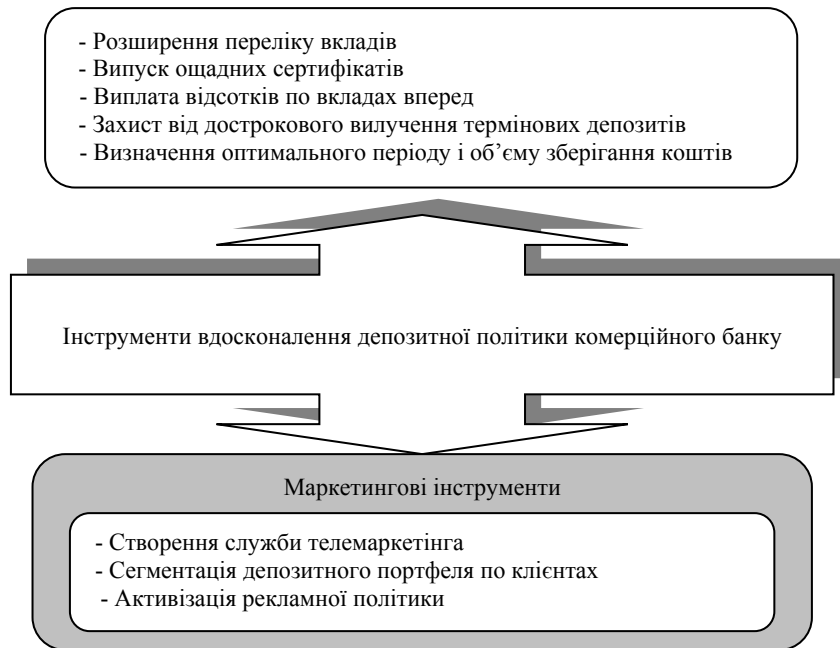 - Розширення переліку вкладів
- Випуск ощадних сертифікатів
- Виплата відсотків по вкладах вперед
- Захист від дострокового вилучення термінових депозитів
- Визначення оптимального періоду і об’єму зберігання коштів
Інструменти вдосконалення депозитної політики комерційного банку
Маркетингові інструменти
- Створення служби телемаркетінга
- Сегментація депозитного портфеля по клієнтах
- Активізація рекламної політики